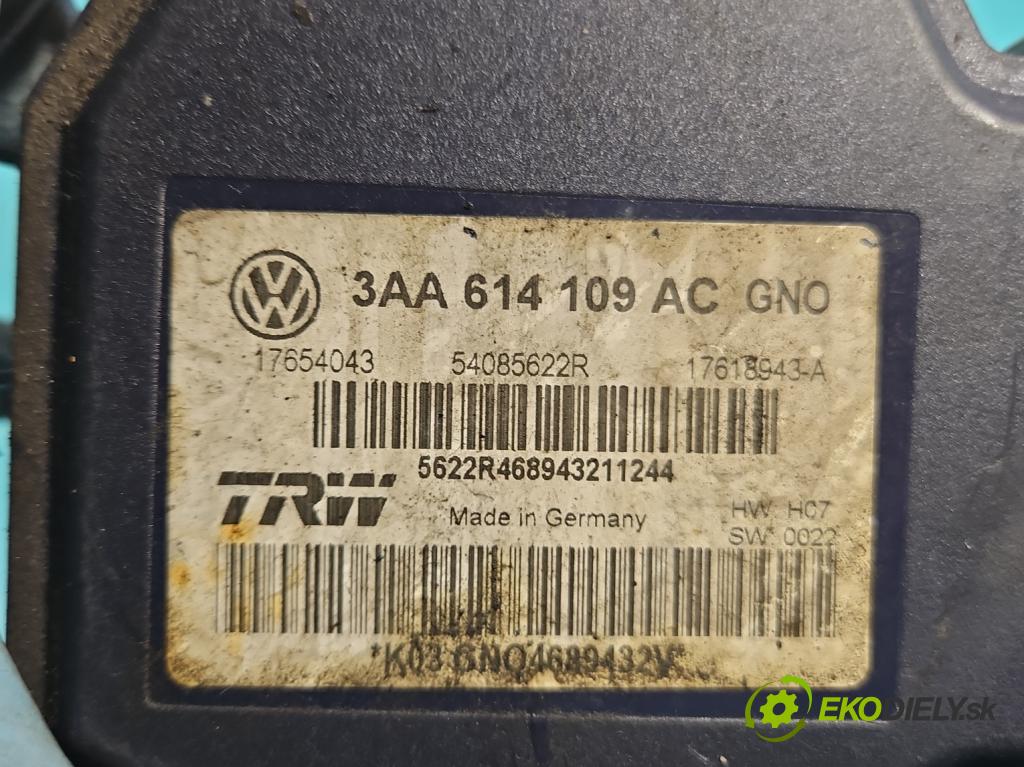 3AA 614 109 AC GNO
17654043 54085622R 17618943-A
5622R468943211244
TRW
Made in Germany
HW H07
SW 0022
*K03 GNO4689432V*
EKODIELY.sk